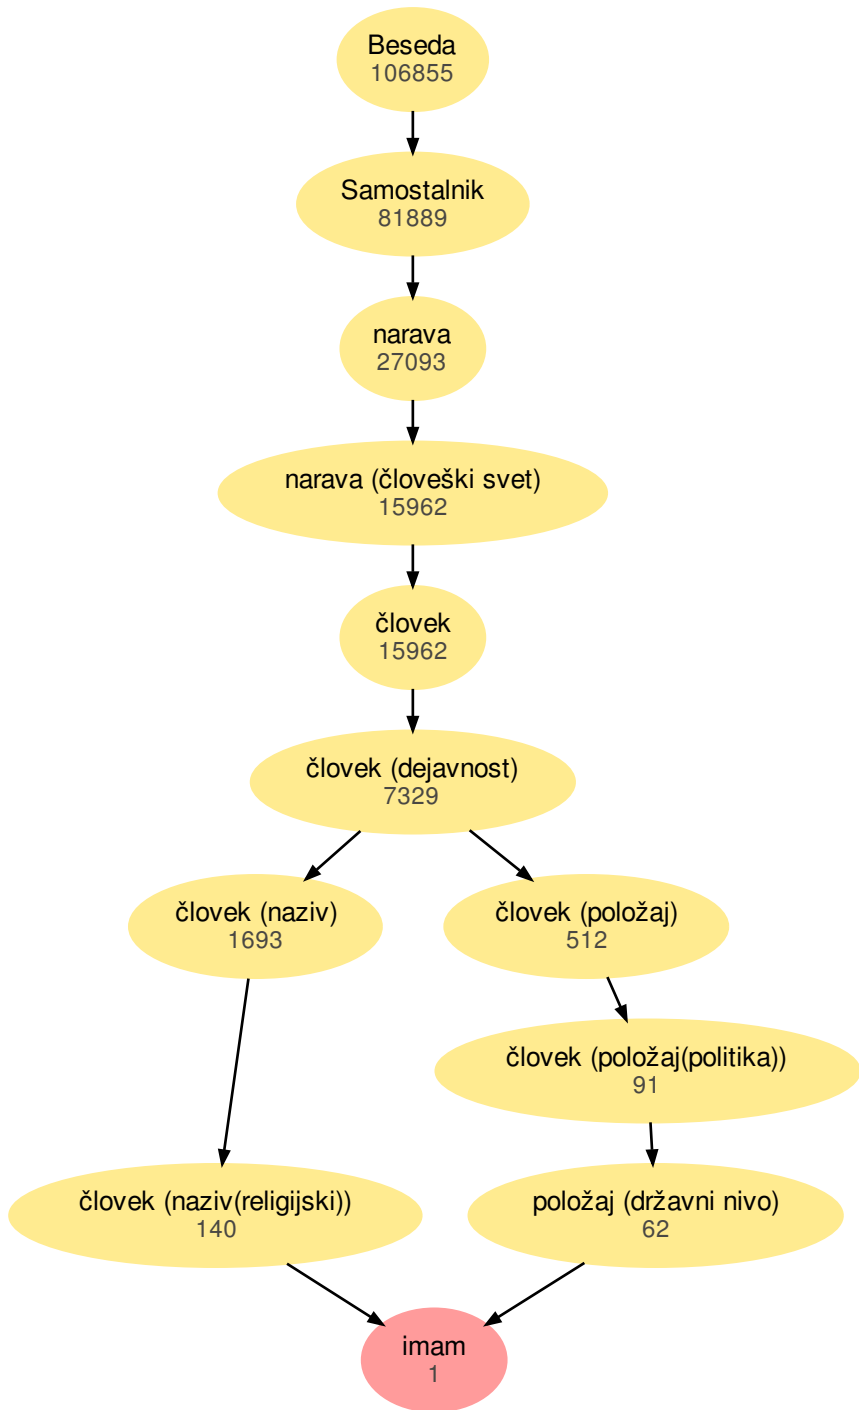 Beseda
106855
Samostalnik
81889
narava
27093
narava (človeški svet)
15962
človek
15962
človek (dejavnost)
7329
človek (naziv)
1693
človek (položaj)
512
človek (položaj(politika))
91
človek (naziv(religijski))
140
položaj (državni nivo)
62
imam
1